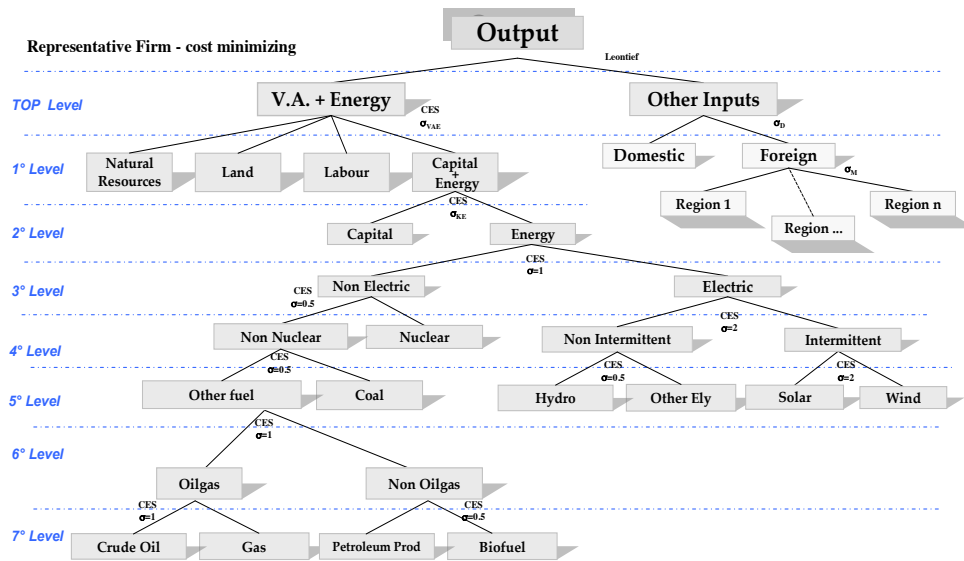 Output
Representative Firm - cost minimizing
Leontief
TOP Level
V.A. + Energy
Other Inputs
CES
σVAE
σD
1° Level
Natural
Resources
Land
Labour
Capital
+
Energy
Domestic
Foreign
σM
CES
σKE
Region 1
Region ...
Region n
2° Level
Capital
Energy
CES
σ=1
3° Level
Non Electric
Electric
CES
σ=0.5
CES
σ=2
4° Level
Non Nuclear
Nuclear
Non Intermittent
Intermittent
CES
σ=0.5
CES
σ=0.5
CES
σ=2
5° Level
Other fuel
Coal
Hydro
Other Ely
Solar
Wind
CES
σ=1
6° Level
Oilgas
Non Oilgas
CES
σ=1
CES
σ=0.5
7° Level
Crude Oil
Gas
Petroleum Prod
Biofuel